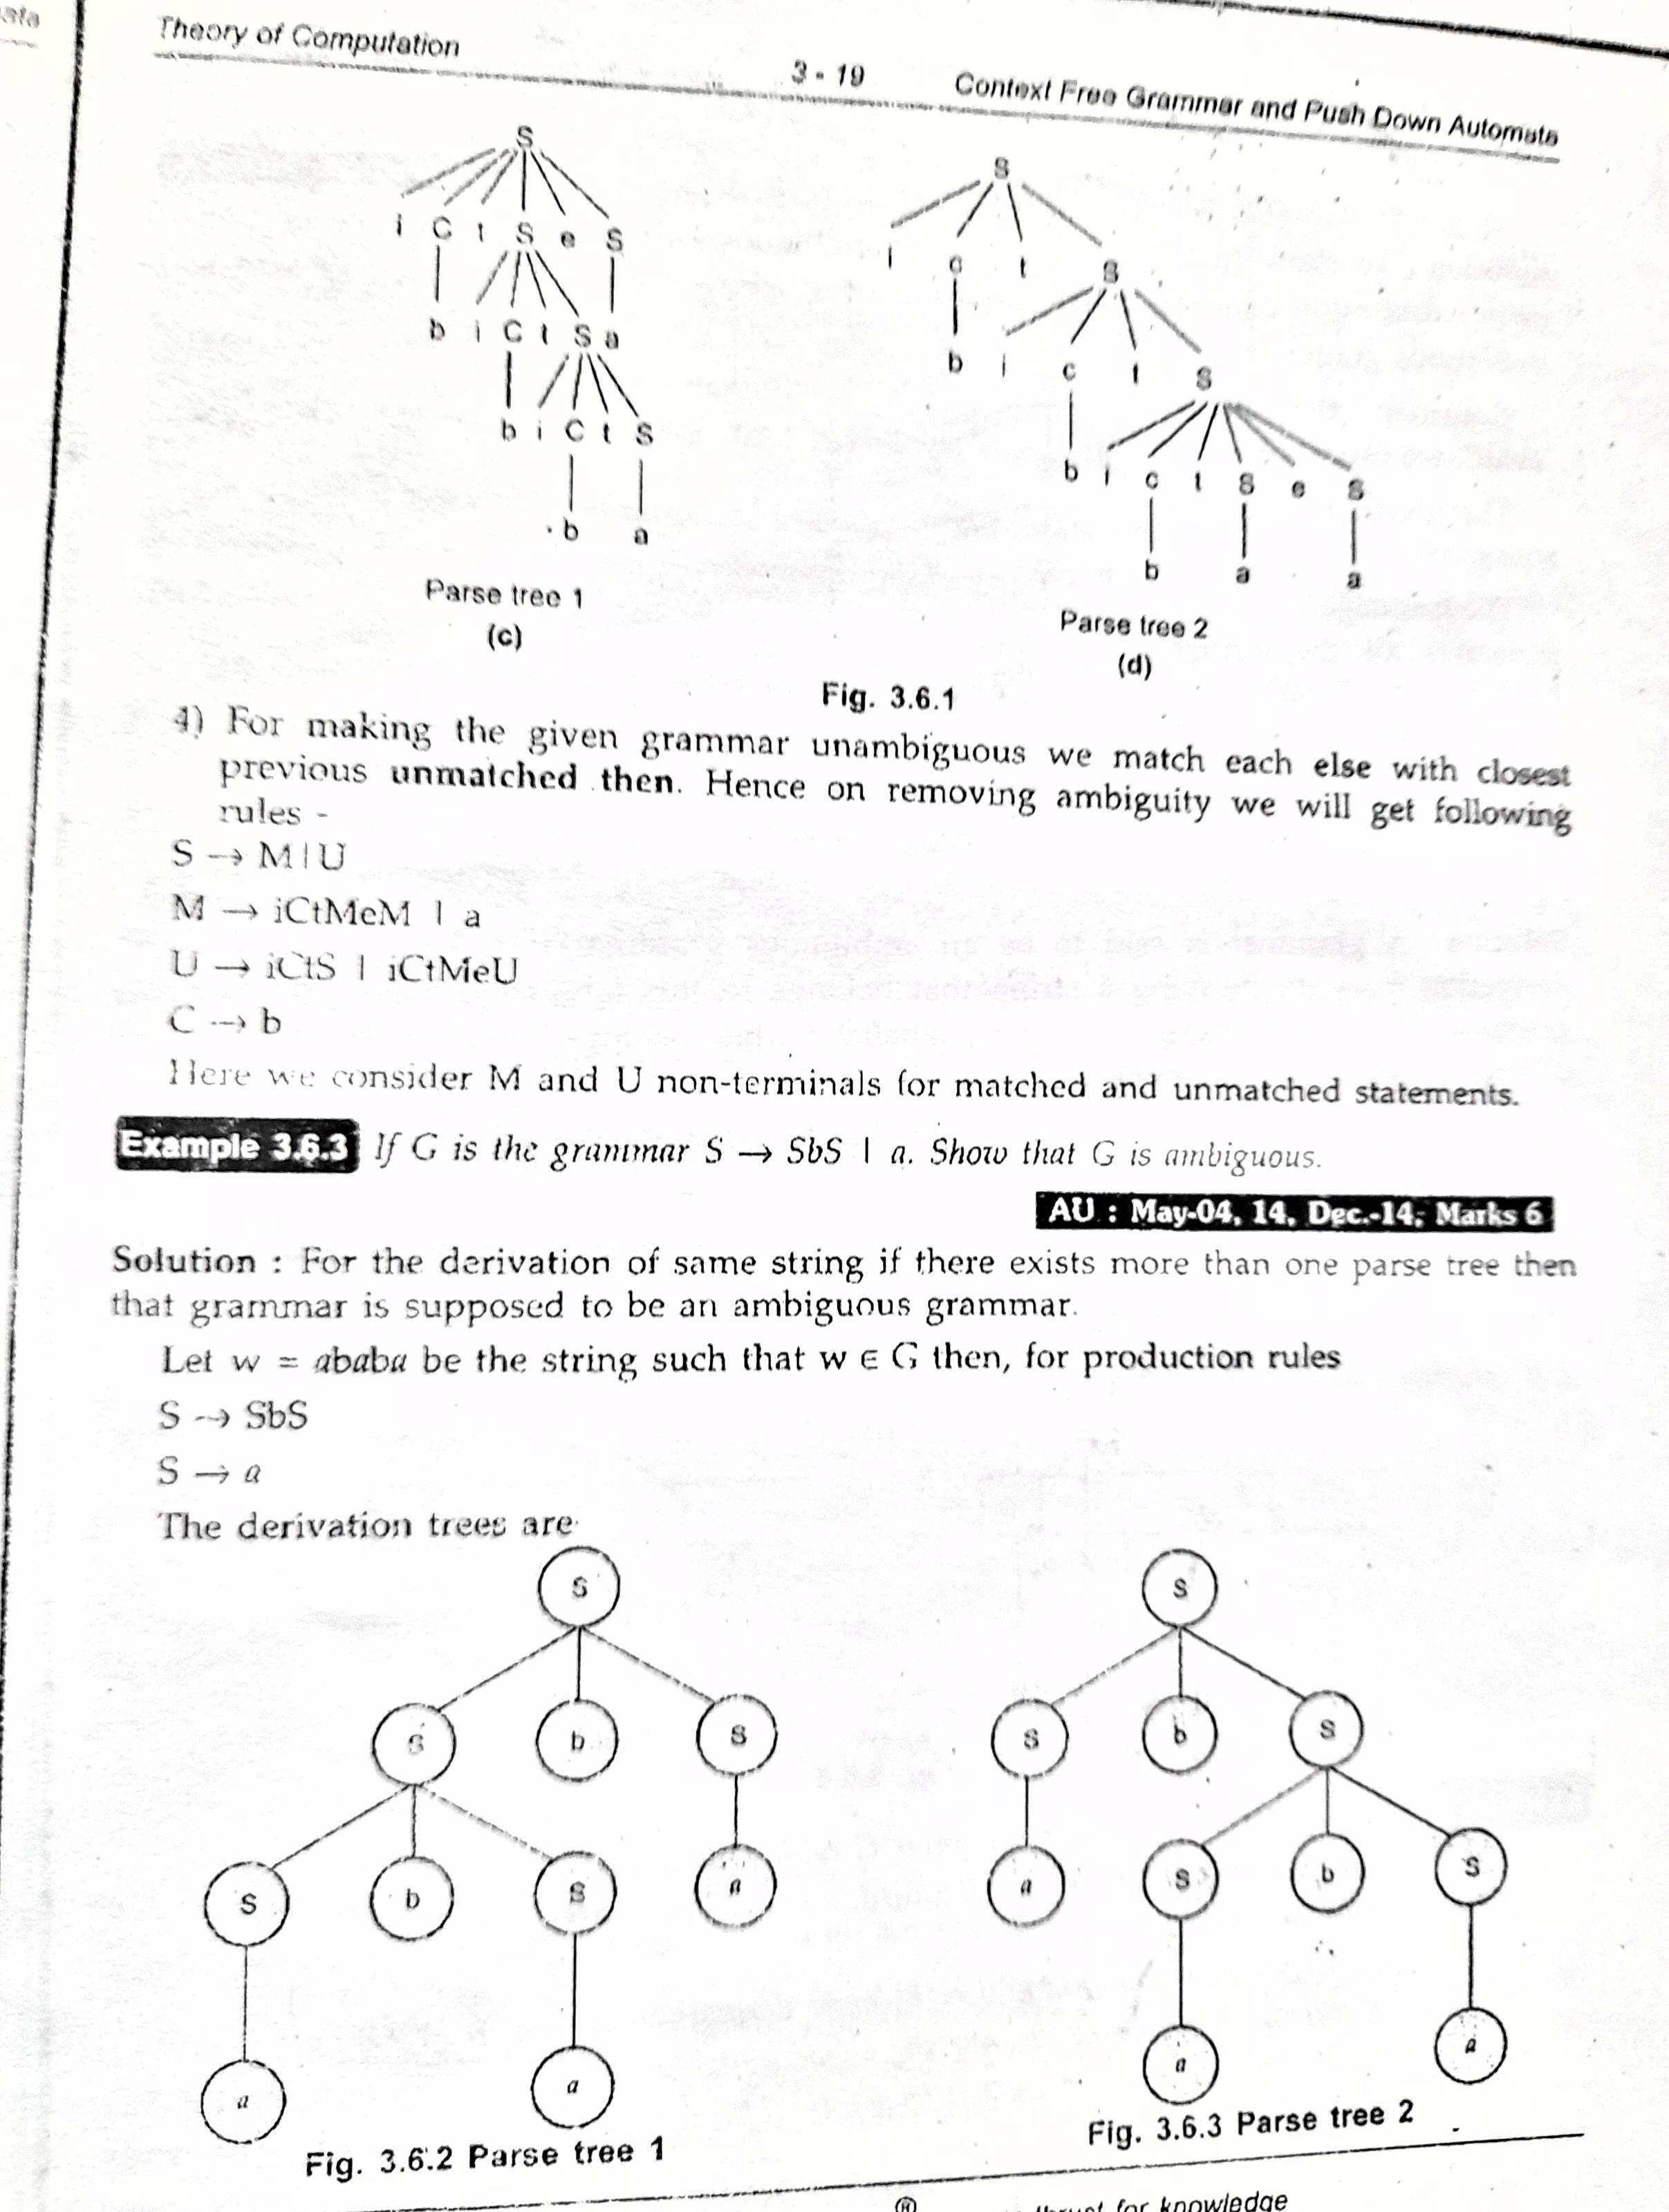 Theory of Computation
3 - 19
Context Free Grammar and Push Down Automata
S
i C t S e S
b i C t S a
b i C t S
b a
Parse tree 1
(c)
S
i c t S
b i c t S
b i c t S e S
b a a
Parse tree 2
(d)
Fig. 3.6.1
4) For making the given grammar unambiguous we match each else with closest
previous unmatched then. Hence on removing ambiguity we will get following
rules -
S → M | U
M → iCtMeM | a
U → iCtS | iCtMeU
C → b
Here we consider M and U non-terminals for matched and unmatched statements.
Example 3.6.3 If G is the grammar S → SbS | a. Show that G is ambiguous.
AU : May-04, 14, Dec.-14, Marks 6
Solution : For the derivation of same string if there exists more than one parse tree then
that grammar is supposed to be an ambiguous grammar.
Let w = ababa be the string such that w ∈ G then, for production rules
S → SbS
S → a
The derivation trees are
S
S b S
S b S a
a a
Fig. 3.6.2 Parse tree 1
S
S b S
a S b S
a a
Fig. 3.6.3 Parse tree 2
for knowledge